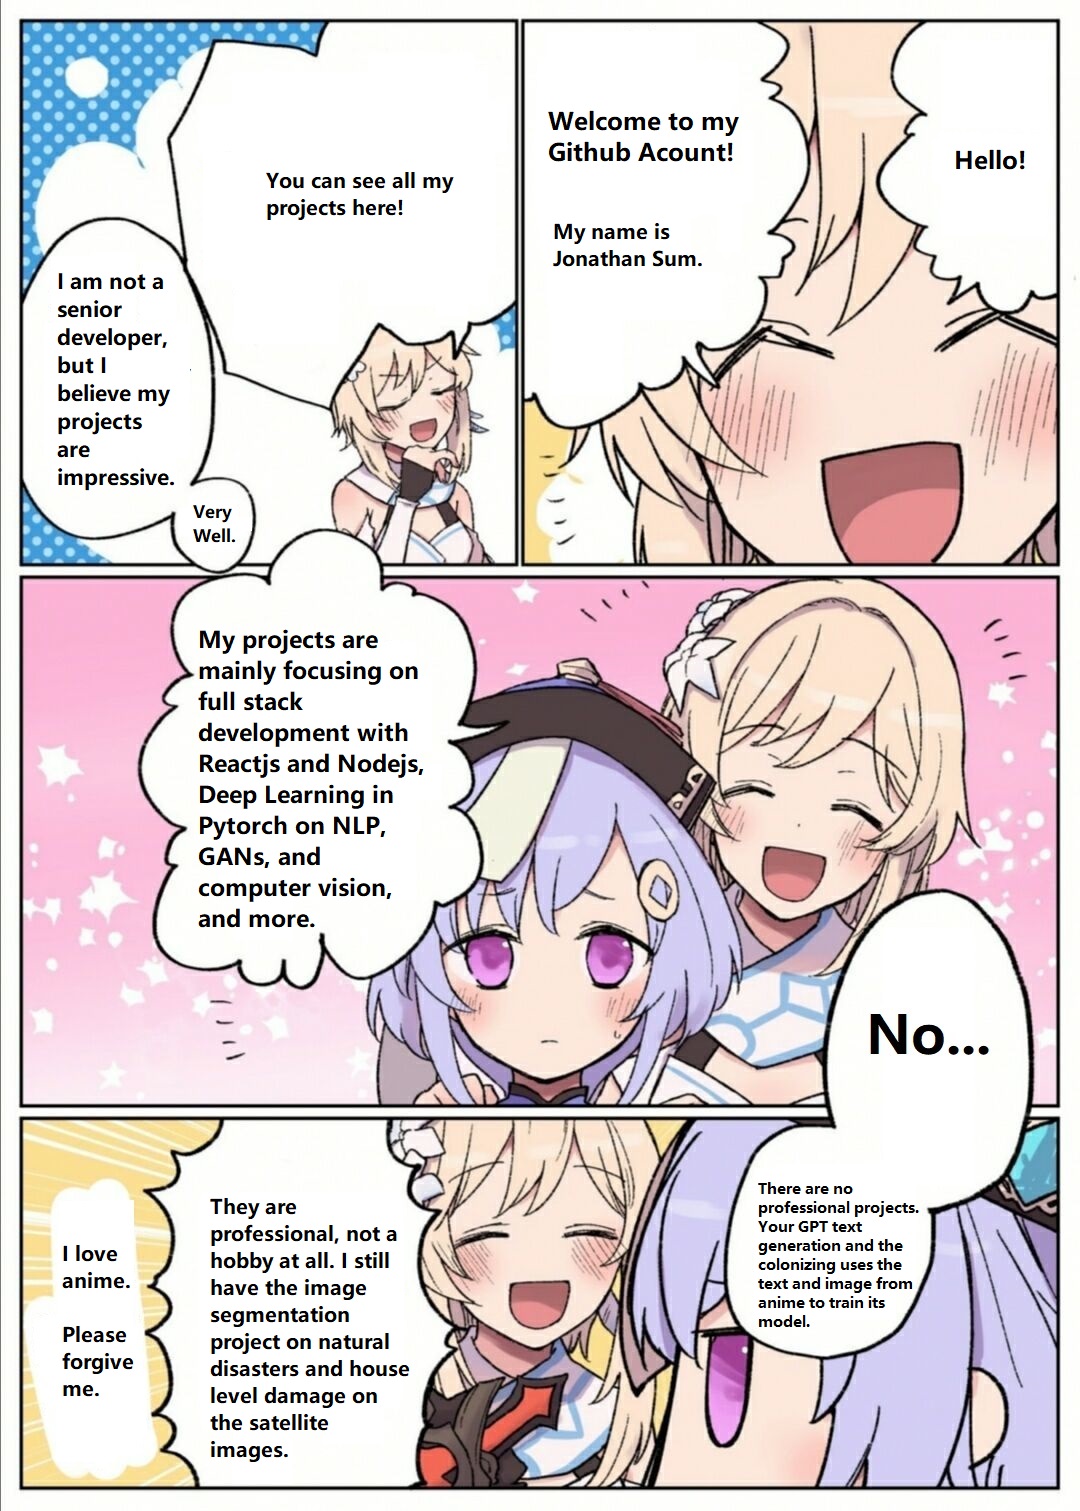 Hello!
Welcome to my
Github Acount!
My name is
Jonathan Sum.
You can see all my
projects here!
I am not a
senior
developer,
but I
believe my
projects
are
impressive.
Very
Well.
My projects are
mainly focusing on
full stack
development with
Reactjs and Nodejs,
Deep Learning in
Pytorch on NLP,
GANs, and
computer vision,
and more.
No...
There are no
professional projects.
Your GPT text
generation and the
colonizing uses the
text and image from
anime to train its
model.
They are
professional, not a
hobby at all. I still
have the image
segmentation
project on natural
disasters and house
level damage on
the satellite
images.
I love
anime.
Please
forgive
me.